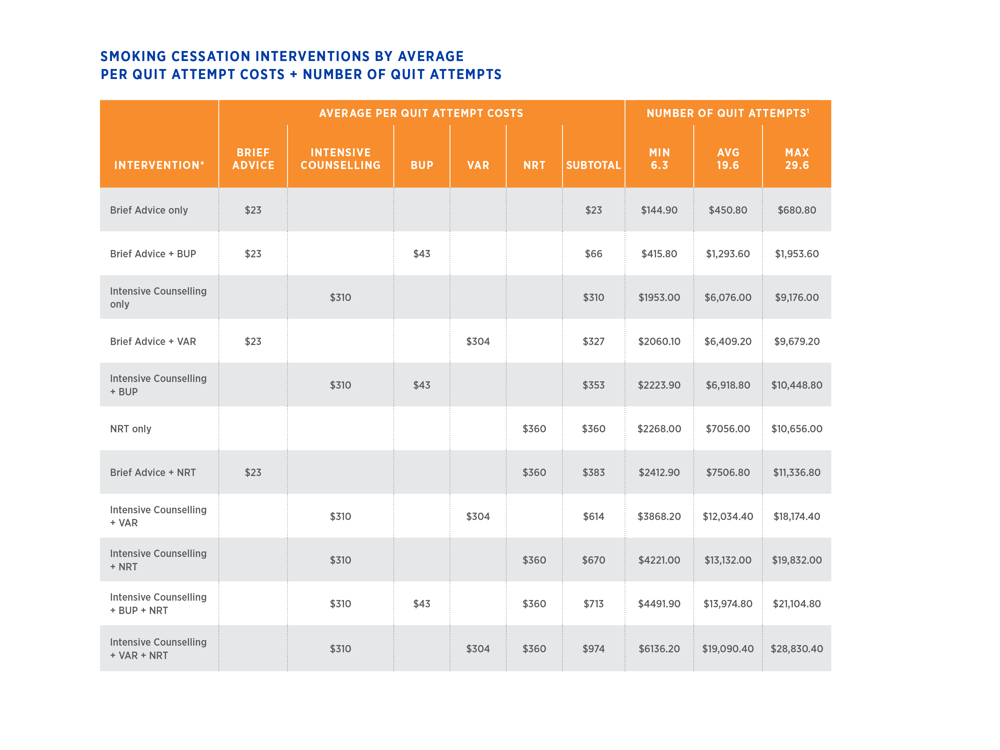 SMOKING CESSATION INTERVENTIONS BY AVERAGE
PER QUIT ATTEMPT COSTS + NUMBER OF QUIT ATTEMPTS
AVERAGE PER QUIT ATTEMPT COSTS NUMBER OF QUIT ATTEMPTS¹
INTERVENTION* BRIEF ADVICE INTENSIVE COUNSELLING BUP VAR NRT SUBTOTAL MIN 6.3 AVG 19.6 MAX 29.6
Brief Advice only $23 $23 $144.90 $450.80 $680.80
Brief Advice + BUP $23 $43 $66 $415.80 $1,293.60 $1,953.60
Intensive Counselling only $310 $310 $1953.00 $6,076.00 $9,176.00
Brief Advice + VAR $23 $304 $327 $2060.10 $6,409.20 $9,679.20
Intensive Counselling + BUP $310 $43 $353 $2223.90 $6,918.80 $10,448.80
NRT only $360 $360 $2268.00 $7056.00 $10,656.00
Brief Advice + NRT $23 $360 $383 $2412.90 $7506.80 $11,336.80
Intensive Counselling + VAR $310 $304 $614 $3868.20 $12,034.40 $18,174.40
Intensive Counselling + NRT $310 $360 $670 $4221.00 $13,132.00 $19,832.00
Intensive Counselling + BUP + NRT $310 $43 $360 $713 $4491.90 $13,974.80 $21,104.80
Intensive Counselling + VAR + NRT $310 $304 $360 $974 $6136.20 $19,090.40 $28,830.40